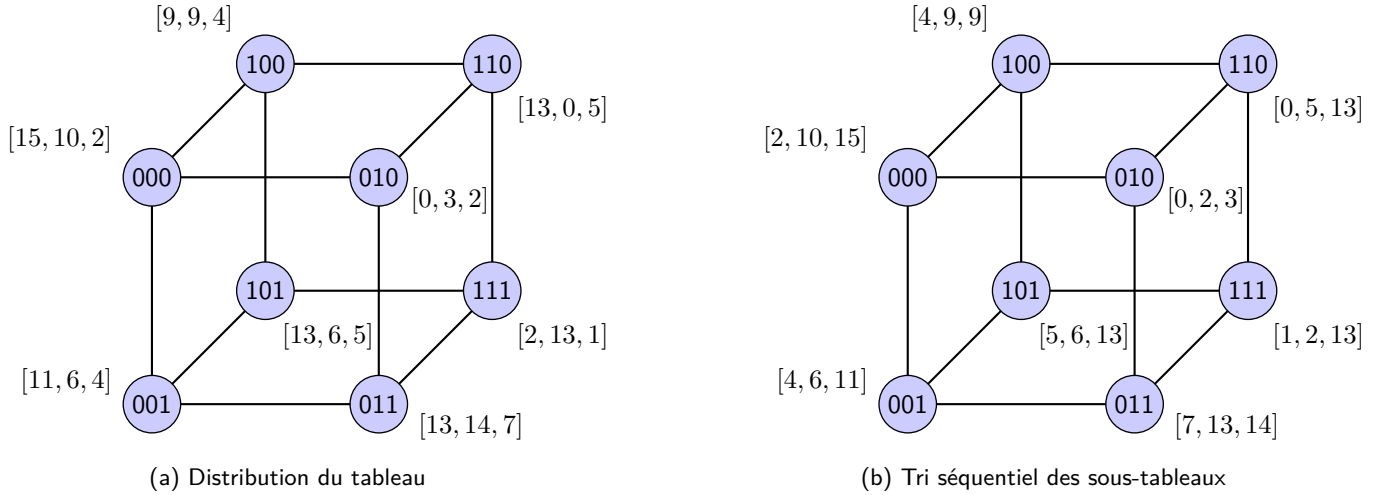 [9, 9, 4]
100
110
[13, 0, 5]
[15, 10, 2]
000
010
[0, 3, 2]
101
111
[13, 6, 5]
[2, 13, 1]
[11, 6, 4]
001
011
[13, 14, 7]
(a) Distribution du tableau
[4, 9, 9]
100
110
[0, 5, 13]
[2, 10, 15]
000
010
[0, 2, 3]
101
111
[5, 6, 13]
[1, 2, 13]
[4, 6, 11]
001
011
[7, 13, 14]
(b) Tri séquentiel des sous-tableaux